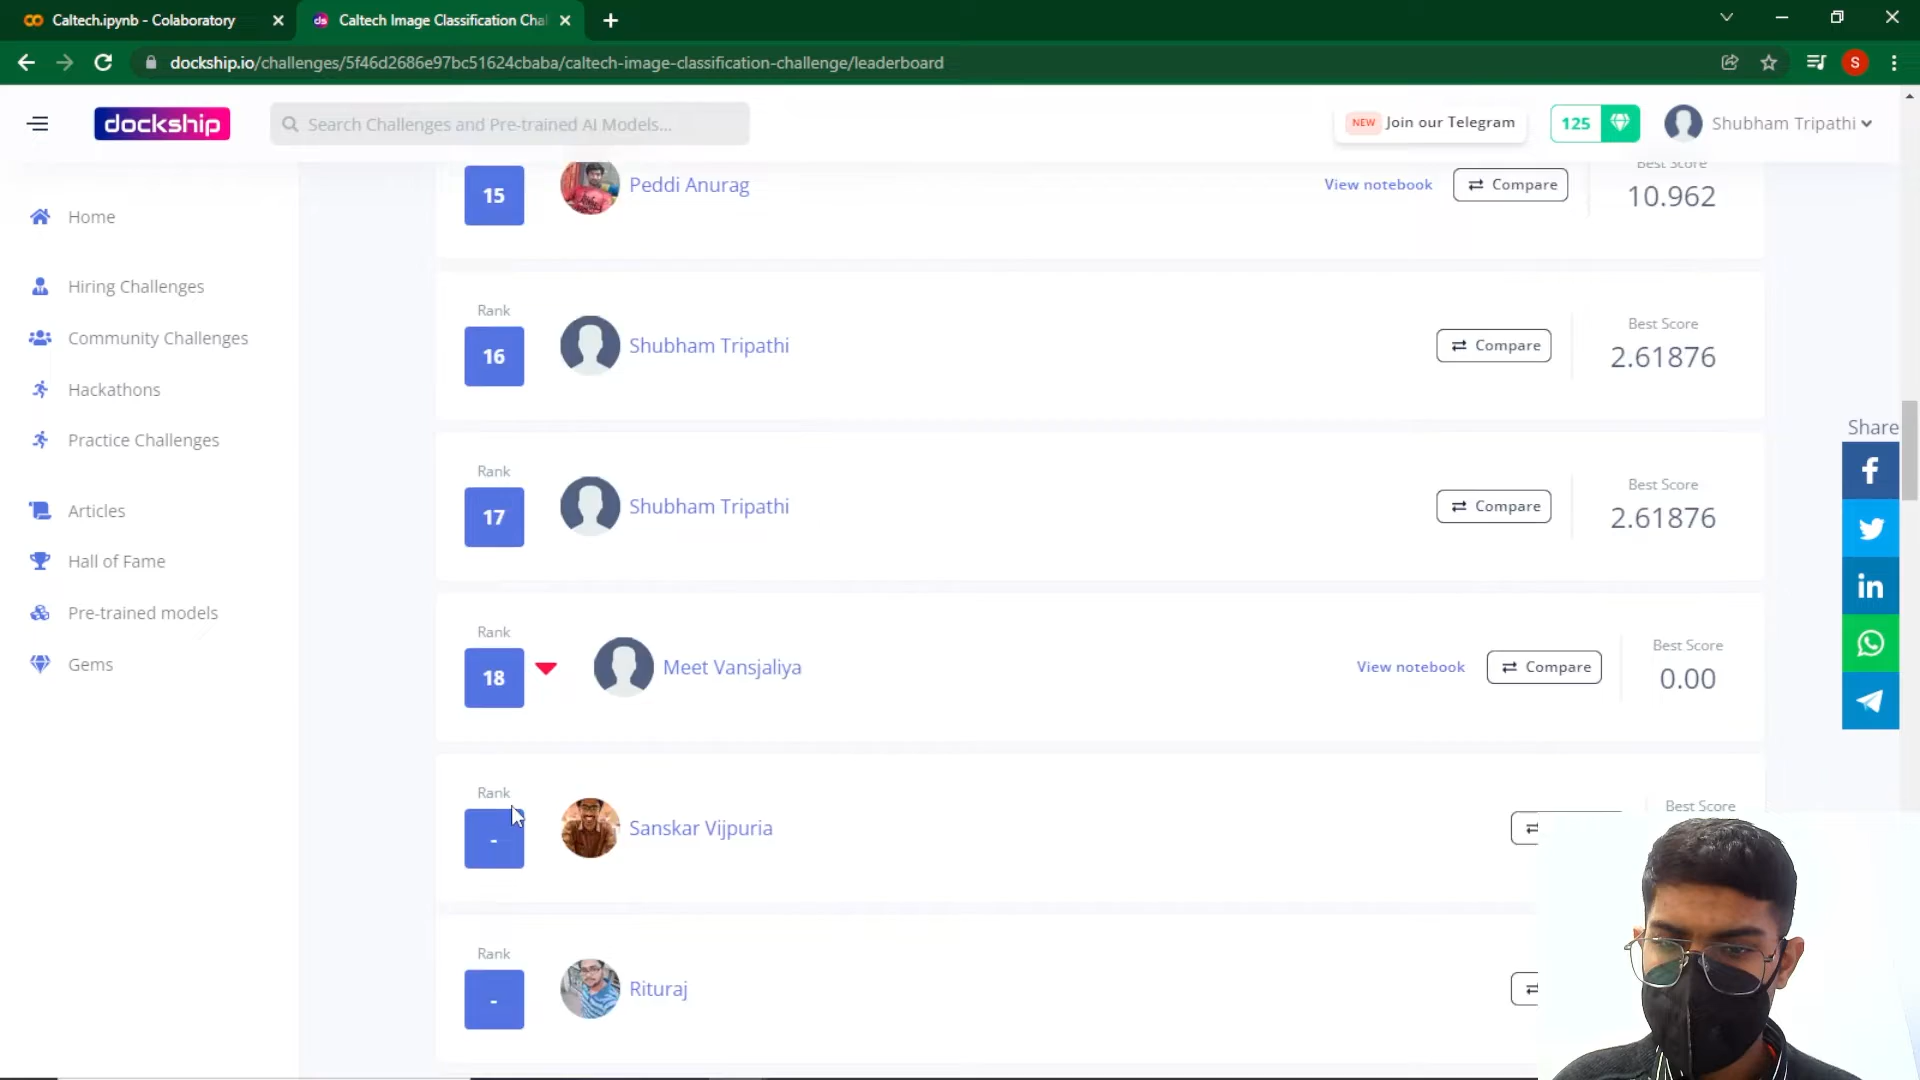 Caltech.ipynb - Colaboratory
Caltech Image Classification Cha
dockship.io/challenges/5f46d2686e97bc51624cbaba/caltech-image-classification-challenge/leaderboard
S
dockship
Search Challenges and Pre-trained AI Models...
NEW Join our Telegram
125
Shubham Tripathi
Home
Hiring Challenges
Community Challenges
Hackathons
Practice Challenges
Articles
Hall of Fame
Pre-trained models
Gems
15
Peddi Anurag
View notebook
Compare
Best Score
10.962
Rank
16
Shubham Tripathi
Compare
Best Score
2.61876
Rank
17
Shubham Tripathi
Compare
Best Score
2.61876
Rank
18
Meet Vansjaliya
View notebook
Compare
Best Score
0.00
Rank
-
Sanskar Vijpuria
Best Score
Rank
-
Rituraj
Share